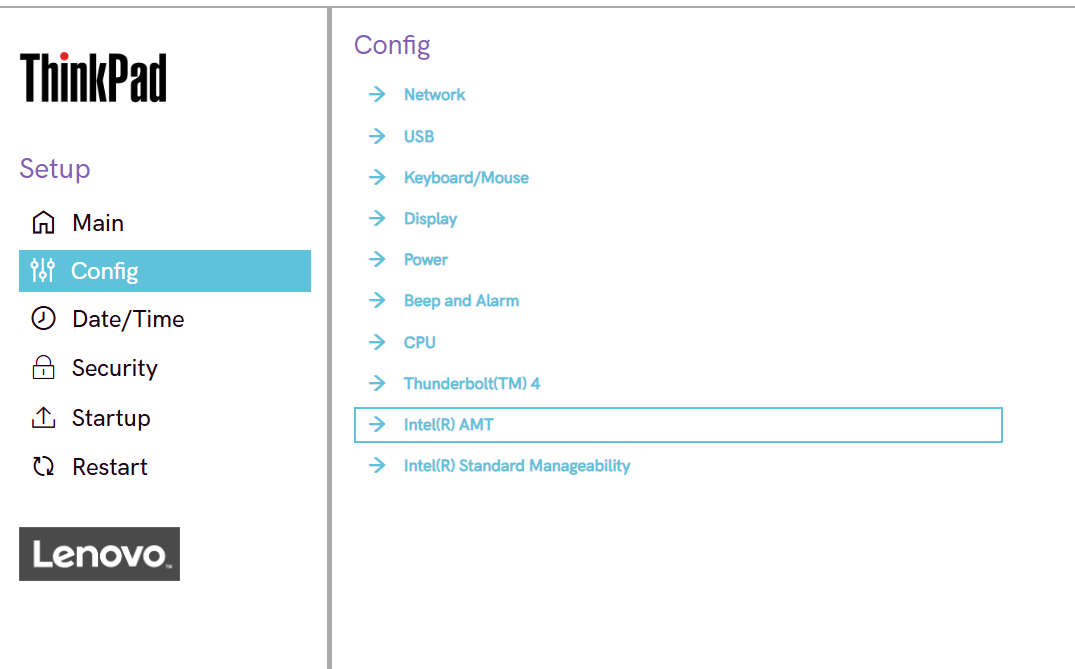 ThinkPad
Setup
Main
Config
Date/Time
Security
Startup
Restart
Lenovo™
Config
Network
USB
Keyboard/Mouse
Display
Power
Beep and Alarm
CPU
Thunderbolt(TM) 4
Intel(R) AMT
Intel(R) Standard Manageability